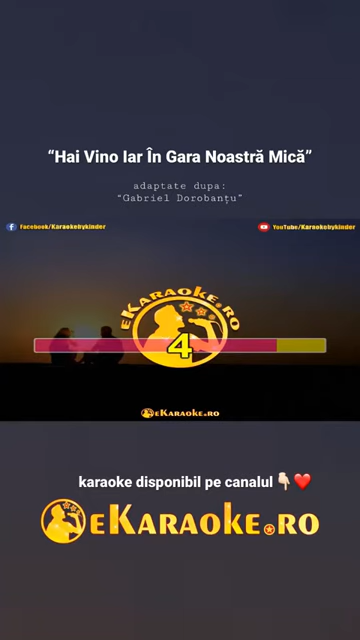 “Hai Vino Iar În Gara Noastră Mică”
adaptate dupa:
“Gabriel Dorobanțu”
Facebook/Karaokebykinder
YouTube/Karaokebykinder
eKARAOKE.RO
4
eKARAOKE.RO
karaoke disponibil pe canalul 👇🏻❤️
eKARAOKE.RO